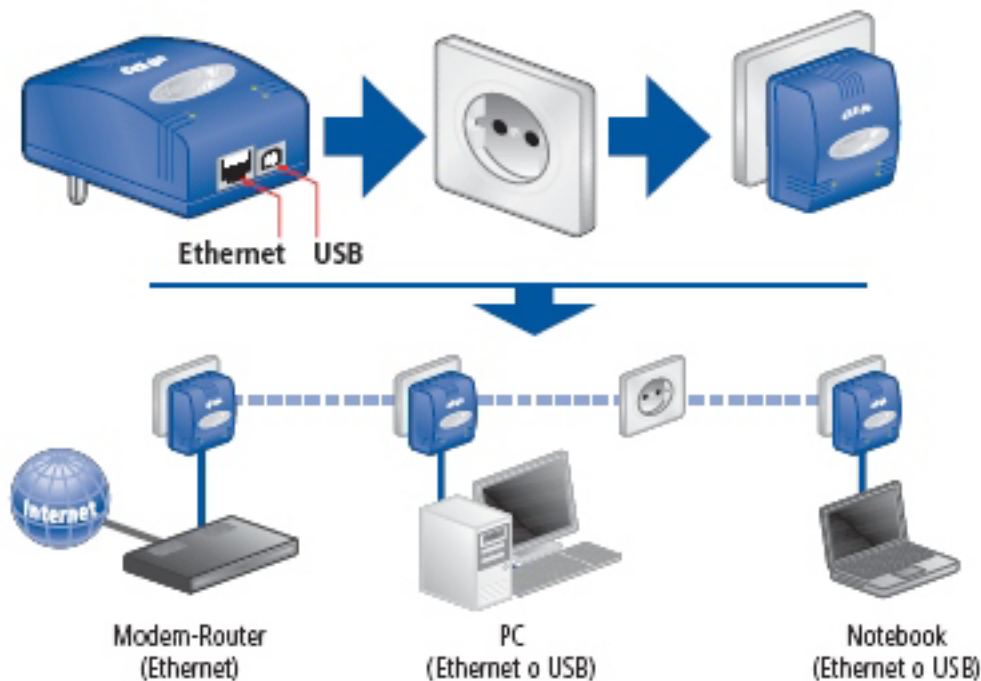 Ethernet
USB
Internet
Modem-Router
(Ethernet)
PC
(Ethernet o USB)
Notebook
(Ethernet o USB)